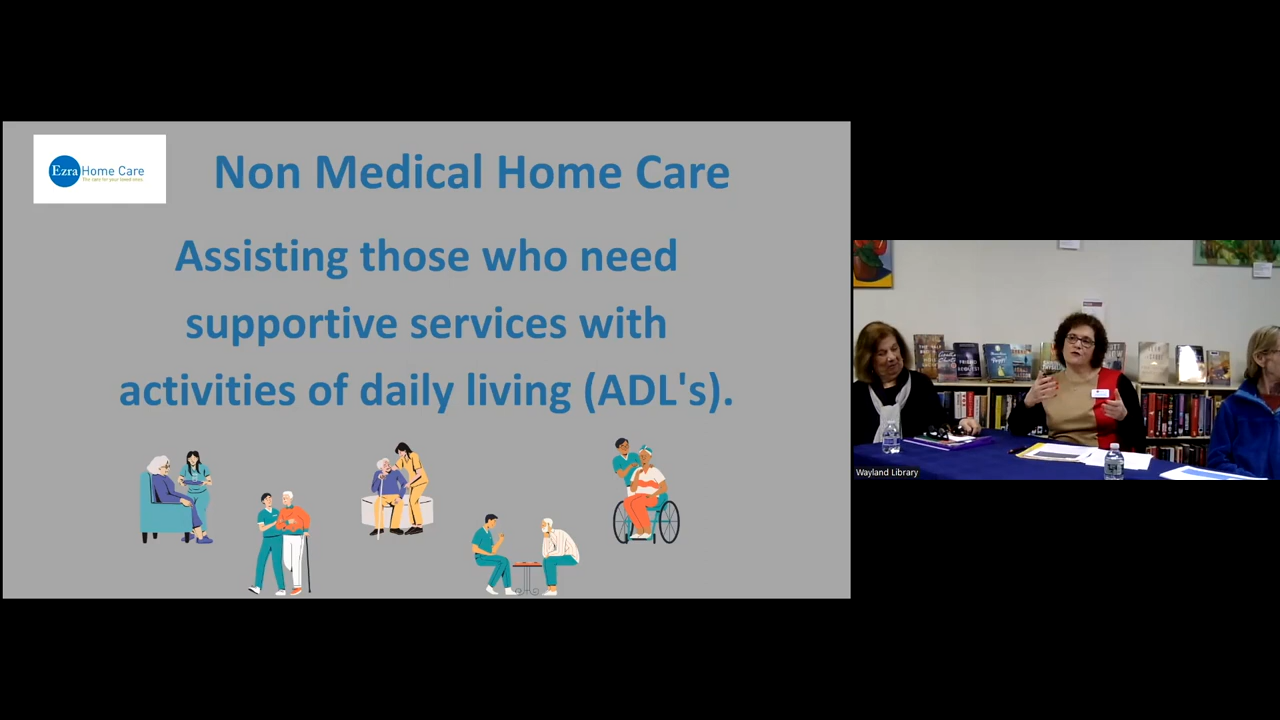 Ezra Home Care
Non Medical Home Care
Assisting those who need
supportive services with
activities of daily living (ADL's).
Wayland Library